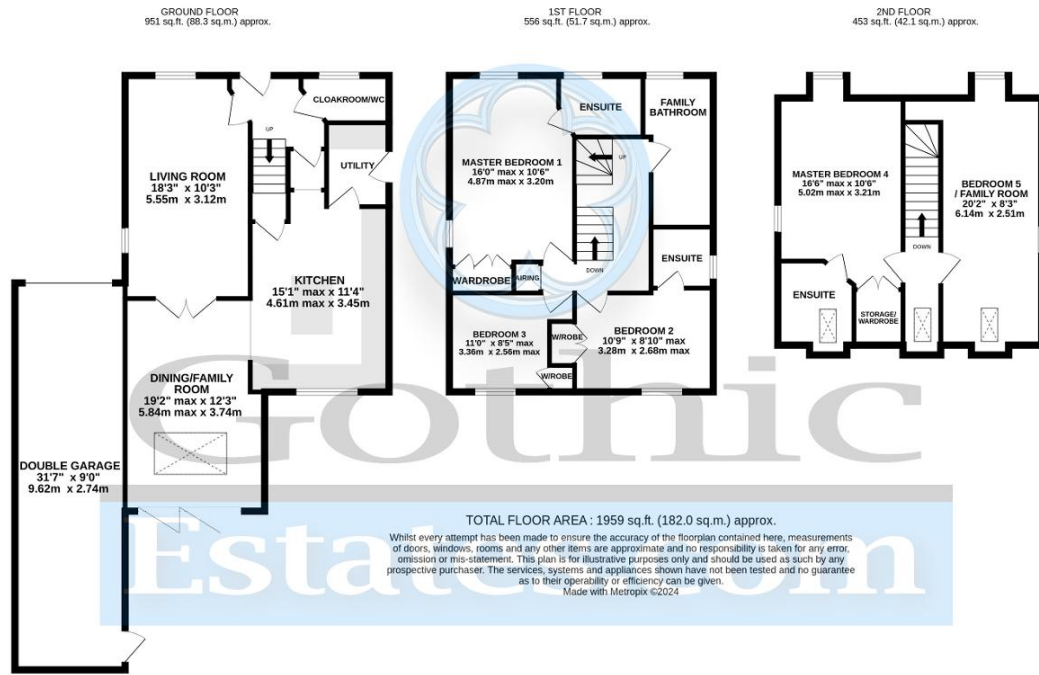 GROUND FLOOR
951 sq.ft. (88.3 sq.m.) approx.
1ST FLOOR
556 sq.ft. (51.7 sq.m.) approx.
2ND FLOOR
453 sq.ft. (42.1 sq.m.) approx.
CLOAKROOM/WC
UP
UTILITY
LIVING ROOM
18'3" x 10'3"
5.55m x 3.12m
KITCHEN
15'1" max x 11'4"
4.61m max x 3.45m
DINING/FAMILY
ROOM
19'2" max x 12'3"
5.84m max x 3.74m
DOUBLE GARAGE
31'7" x 9'0"
9.62m x 2.74m
ENSUITE
FAMILY
BATHROOM
MASTER BEDROOM 1
16'0" max x 10'6"
4.87m max x 3.20m
UP
DOWN
WARDROBE
AIRING
ENSUITE
BEDROOM 3
11'0" x 8'5" max
3.36m x 2.56m max
W/ROBE
W/ROBE
BEDROOM 2
10'9" x 8'10" max
3.28m x 2.68m max
MASTER BEDROOM 4
16'6" max x 10'6"
5.02m max x 3.21m
BEDROOM 5
/ FAMILY ROOM
20'2" x 8'3"
6.14m x 2.51m
DOWN
ENSUITE
STORAGE/
WARDROBE
Gothic
Estates.com
TOTAL FLOOR AREA : 1959 sq.ft. (182.0 sq.m.) approx.
Whilst every attempt has been made to ensure the accuracy of the floorplan contained here, measurements
of doors, windows, rooms and any other items are approximate and no responsibility is taken for any error,
omission or mis-statement. This plan is for illustrative purposes only and should be used as such by any
prospective purchaser. The services, systems and appliances shown have not been tested and no guarantee
as to their operability or efficiency can be given.
Made with Metropix ©2024